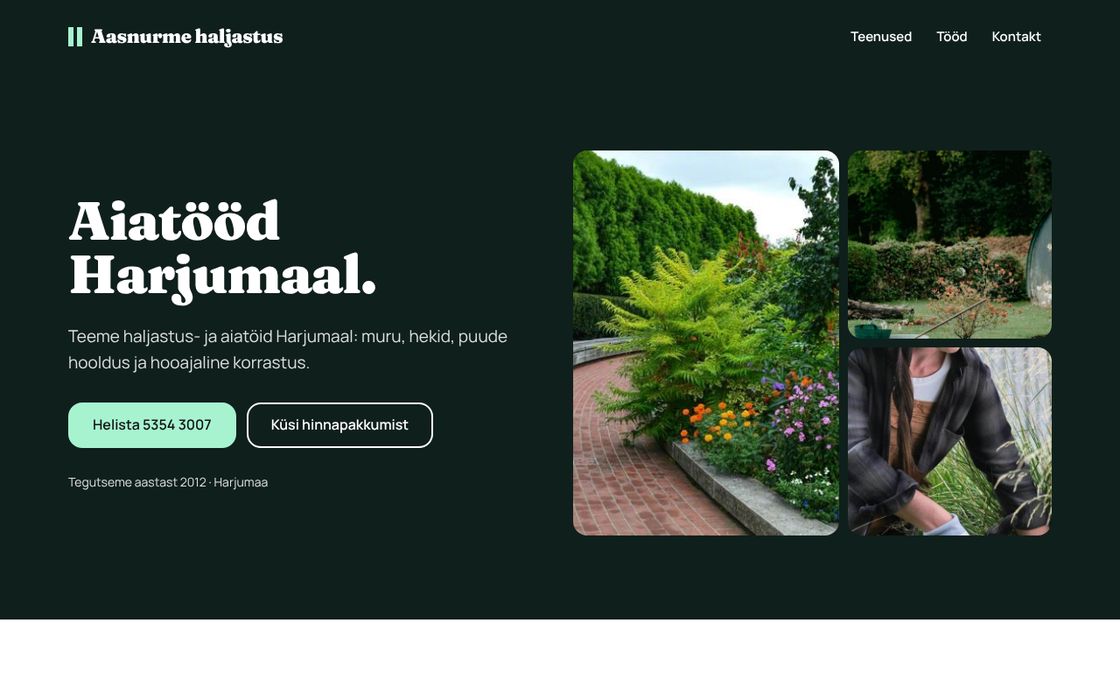 Aasnurme haljastus
Teenused
Tööd
Kontakt
Aiatööd
Harjumaal.
Teeme haljastus- ja aiatöid Harjumaal: muru, hekid, puude
hooldus ja hooajaline korrastus.
Helista 5354 3007
Küsi hinnapakkumist
Tegutseme aastast 2012 · Harjumaa